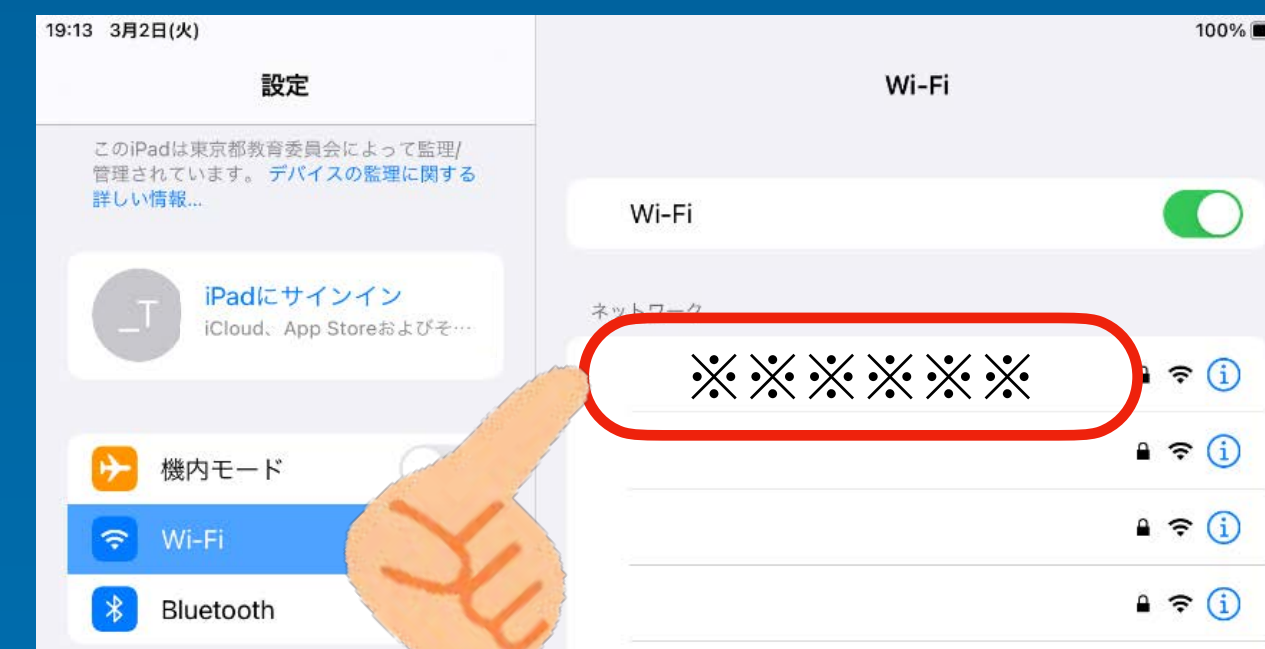 19:13 3月2日(火)
100%
設定
Wi-Fi
このiPadは東京都教育委員会によって監理/
管理されています。 デバイスの監理に関する
詳しい情報...
Wi-Fi
iPadにサインイン
iCloud、App Storeおよびそ…
_T
ネットワーク
※※※※※※
機内モード
Wi-Fi
Bluetooth